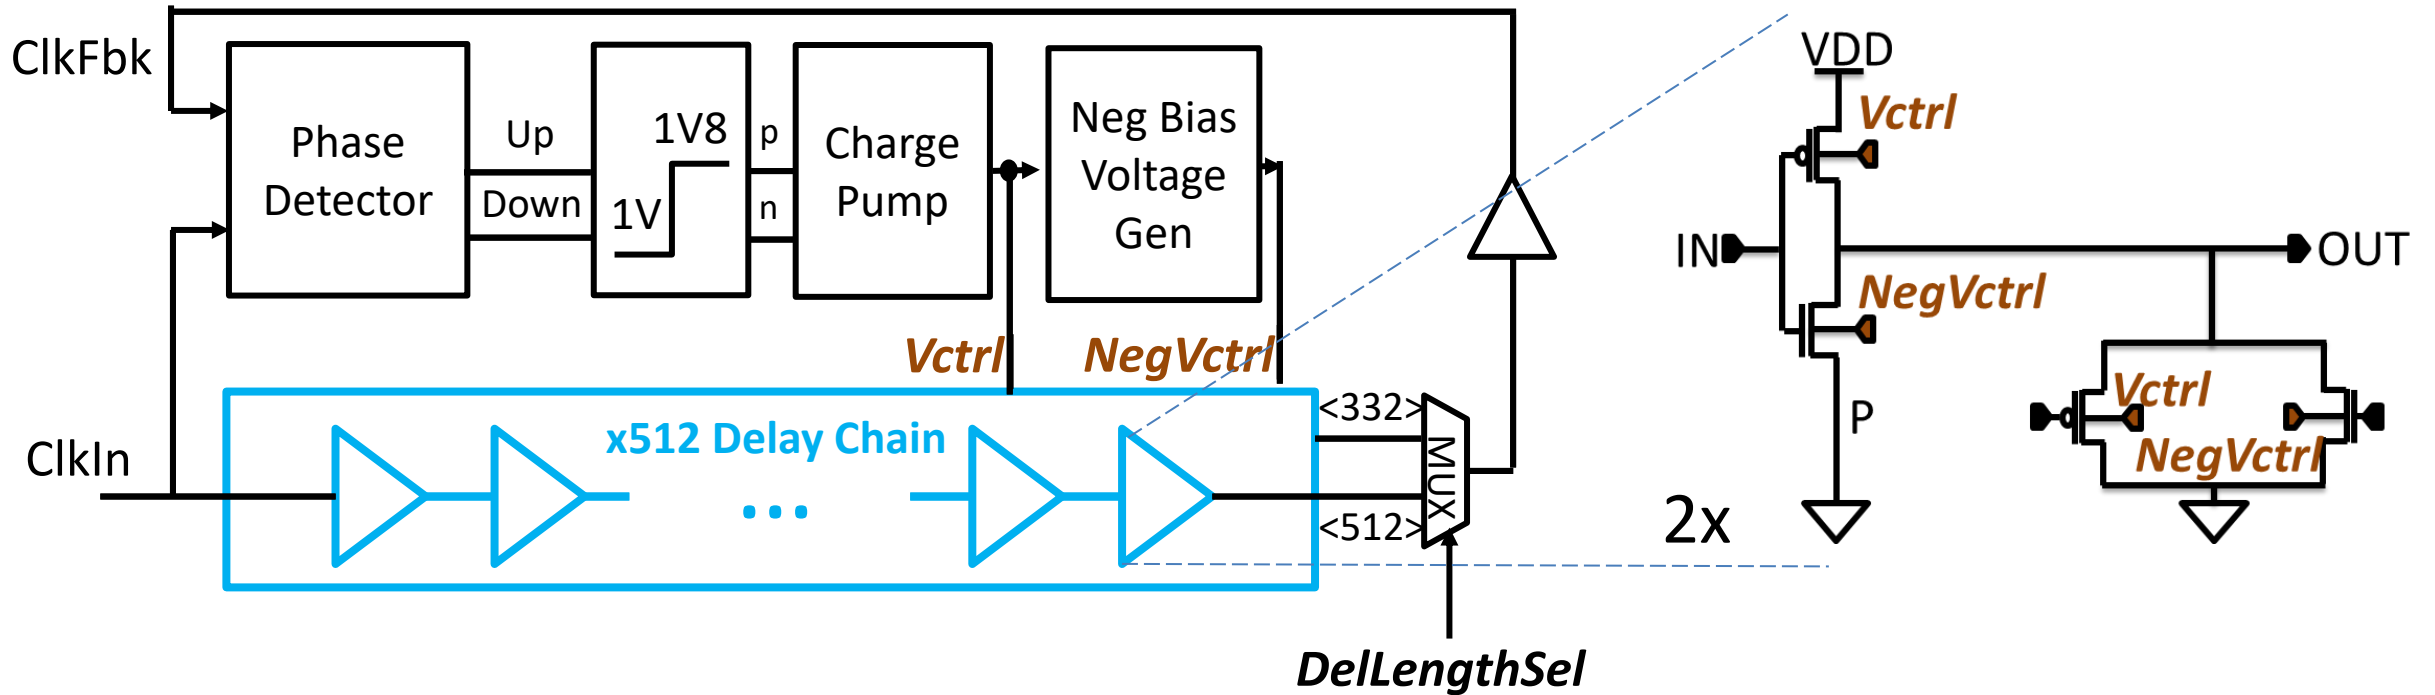 ClkFbk
Phase
Detector
Up
Down
1V8
1V
p
n
Charge
Pump
Neg Bias
Voltage
Gen
Vctrl
NegVctrl
ClkIn
x512 Delay Chain
...
<332>
<512>
MUX
DelLengthSel
2x
VDD
Vctrl
IN
OUT
NegVctrl
P
Vctrl
NegVctrl